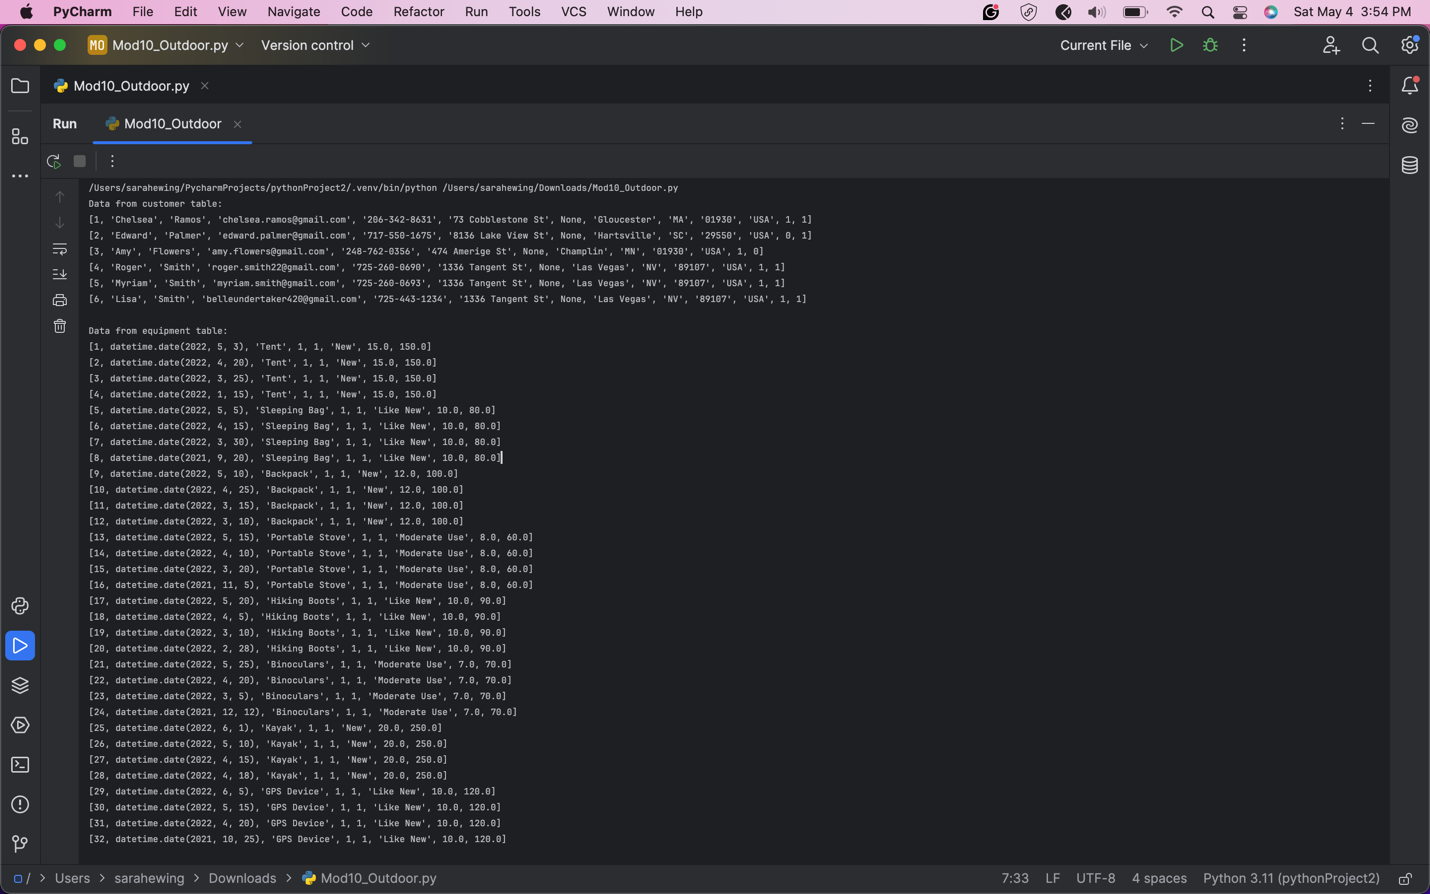 PyCharm File Edit View Navigate Code Refactor Run Tools VCS Window Help Sat May 4 3:54 PM
MO Mod10_Outdoor.py Version control Current File
Mod10_Outdoor.py
Run Mod10_Outdoor
/Users/sarahewing/PycharmProjects/pythonProject2/.venv/bin/python /Users/sarahewing/Downloads/Mod10_Outdoor.py
Data from customer table:
[1, 'Chelsea', 'Ramos', 'chelsea.ramos@gmail.com', '206-342-8631', '73 Cobblestone St', None, 'Gloucester', 'MA', '01930', 'USA', 1, 1]
[2, 'Edward', 'Palmer', 'edward.palmer@gmail.com', '717-550-1675', '8136 Lake View St', None, 'Hartsville', 'SC', '29550', 'USA', 0, 1]
[3, 'Amy', 'Flowers', 'amy.flowers@gmail.com', '248-762-0356', '474 Amerige St', None, 'Champlin', 'MN', '01930', 'USA', 1, 0]
[4, 'Roger', 'Smith', 'roger.smith22@gmail.com', '725-260-0690', '1336 Tangent St', None, 'Las Vegas', 'NV', '89107', 'USA', 1, 1]
[5, 'Myriam', 'Smith', 'myriam.smith@gmail.com', '725-260-0693', '1336 Tangent St', None, 'Las Vegas', 'NV', '89107', 'USA', 1, 1]
[6, 'Lisa', 'Smith', 'belleundertaker420@gmail.com', '725-443-1234', '1336 Tangent St', None, 'Las Vegas', 'NV', '89107', 'USA', 1, 1]
Data from equipment table:
[1, datetime.date(2022, 5, 3), 'Tent', 1, 1, 'New', 15.0, 150.0]
[2, datetime.date(2022, 4, 20), 'Tent', 1, 1, 'New', 15.0, 150.0]
[3, datetime.date(2022, 3, 25), 'Tent', 1, 1, 'New', 15.0, 150.0]
[4, datetime.date(2022, 1, 15), 'Tent', 1, 1, 'New', 15.0, 150.0]
[5, datetime.date(2022, 5, 5), 'Sleeping Bag', 1, 1, 'Like New', 10.0, 80.0]
[6, datetime.date(2022, 4, 15), 'Sleeping Bag', 1, 1, 'Like New', 10.0, 80.0]
[7, datetime.date(2022, 3, 30), 'Sleeping Bag', 1, 1, 'Like New', 10.0, 80.0]
[8, datetime.date(2021, 9, 20), 'Sleeping Bag', 1, 1, 'Like New', 10.0, 80.0]
[9, datetime.date(2022, 5, 10), 'Backpack', 1, 1, 'New', 12.0, 100.0]
[10, datetime.date(2022, 4, 25), 'Backpack', 1, 1, 'New', 12.0, 100.0]
[11, datetime.date(2022, 3, 15), 'Backpack', 1, 1, 'New', 12.0, 100.0]
[12, datetime.date(2022, 3, 10), 'Backpack', 1, 1, 'New', 12.0, 100.0]
[13, datetime.date(2022, 5, 15), 'Portable Stove', 1, 1, 'Moderate Use', 8.0, 60.0]
[14, datetime.date(2022, 4, 10), 'Portable Stove', 1, 1, 'Moderate Use', 8.0, 60.0]
[15, datetime.date(2022, 3, 20), 'Portable Stove', 1, 1, 'Moderate Use', 8.0, 60.0]
[16, datetime.date(2021, 11, 5), 'Portable Stove', 1, 1, 'Moderate Use', 8.0, 60.0]
[17, datetime.date(2022, 5, 20), 'Hiking Boots', 1, 1, 'Like New', 10.0, 90.0]
[18, datetime.date(2022, 4, 5), 'Hiking Boots', 1, 1, 'Like New', 10.0, 90.0]
[19, datetime.date(2022, 3, 10), 'Hiking Boots', 1, 1, 'Like New', 10.0, 90.0]
[20, datetime.date(2022, 2, 28), 'Hiking Boots', 1, 1, 'Like New', 10.0, 90.0]
[21, datetime.date(2022, 5, 25), 'Binoculars', 1, 1, 'Moderate Use', 7.0, 70.0]
[22, datetime.date(2022, 4, 20), 'Binoculars', 1, 1, 'Moderate Use', 7.0, 70.0]
[23, datetime.date(2022, 3, 5), 'Binoculars', 1, 1, 'Moderate Use', 7.0, 70.0]
[24, datetime.date(2021, 12, 12), 'Binoculars', 1, 1, 'Moderate Use', 7.0, 70.0]
[25, datetime.date(2022, 6, 1), 'Kayak', 1, 1, 'New', 20.0, 250.0]
[26, datetime.date(2022, 5, 10), 'Kayak', 1, 1, 'New', 20.0, 250.0]
[27, datetime.date(2022, 4, 15), 'Kayak', 1, 1, 'New', 20.0, 250.0]
[28, datetime.date(2022, 4, 18), 'Kayak', 1, 1, 'New', 20.0, 250.0]
[29, datetime.date(2022, 6, 5), 'GPS Device', 1, 1, 'Like New', 10.0, 120.0]
[30, datetime.date(2022, 5, 15), 'GPS Device', 1, 1, 'Like New', 10.0, 120.0]
[31, datetime.date(2022, 4, 20), 'GPS Device', 1, 1, 'Like New', 10.0, 120.0]
[32, datetime.date(2021, 10, 25), 'GPS Device', 1, 1, 'Like New', 10.0, 120.0]
/ > Users > sarahewing > Downloads > Mod10_Outdoor.py 7:33 LF UTF-8 4 spaces Python 3.11 (pythonProject2)